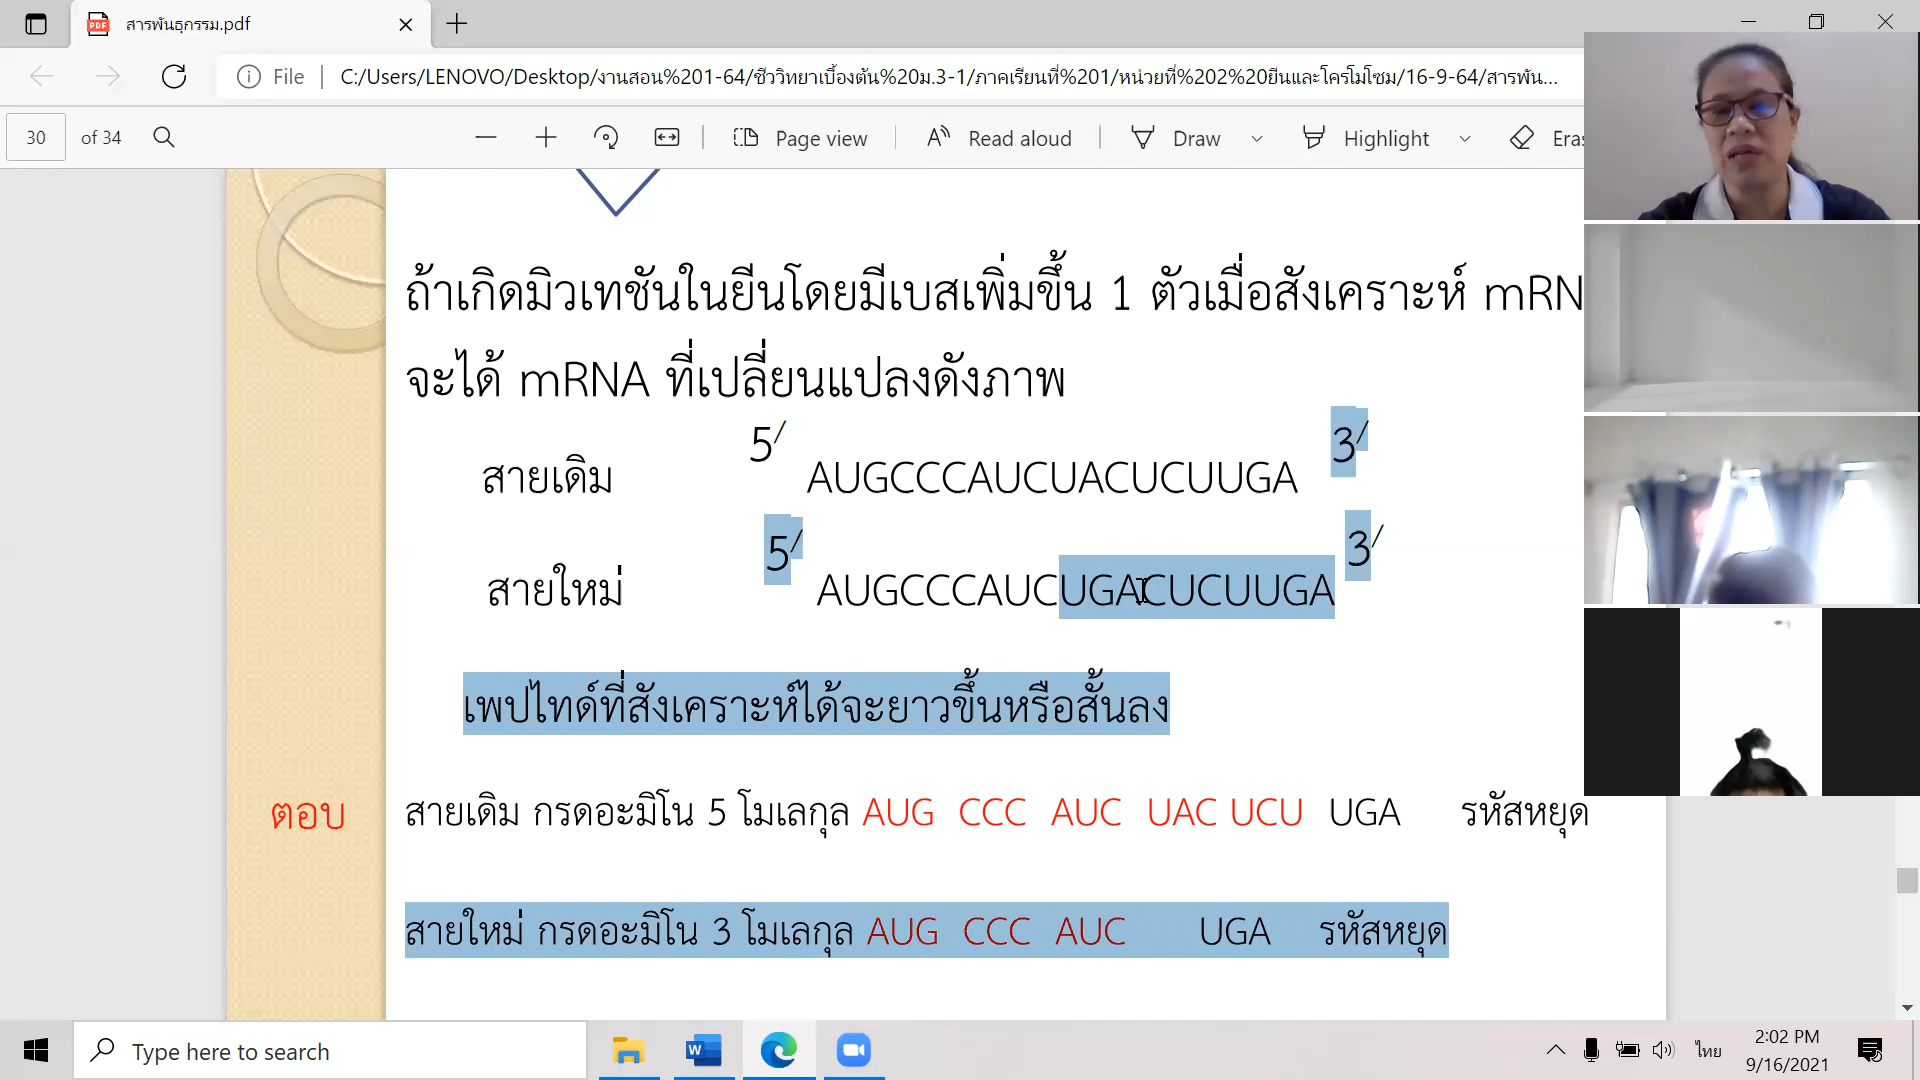 สารพันธุกรรม.pdf
File
C:/Users/LENOVO/Desktop/งานสอน%201-64/ชีววิทยาเบื้องต้น%20ม.3-1/ภาคเรียนที่%201/หน่วยที่%202%20ยีนและโครโมโซม/16-9-64/สารพัน...
30 of 34 Page view Read aloud Draw Highlight Eras
ถ้าเกิดมิวเทชันในยีนโดยมีเบสเพิ่มขึ้น 1 ตัวเมื่อสังเคราะห์ mRN
จะได้ mRNA ที่เปลี่ยนแปลงดังภาพ
สายเดิม 5/ AUGCCCAUCUACUCUUGA 3/
สายใหม่ 5/ AUGCCCAUCUGACUCUUGA 3/
เพปไทด์ที่สังเคราะห์ได้จะยาวขึ้นหรือสั้นลง
ตอบ สายเดิม กรดอะมิโน 5 โมเลกุล AUG CCC AUC UAC UCU UGA รหัสหยุด
สายใหม่ กรดอะมิโน 3 โมเลกุล AUG CCC AUC UGA รหัสหยุด
Type here to search
ไทย
2:02 PM
9/16/2021